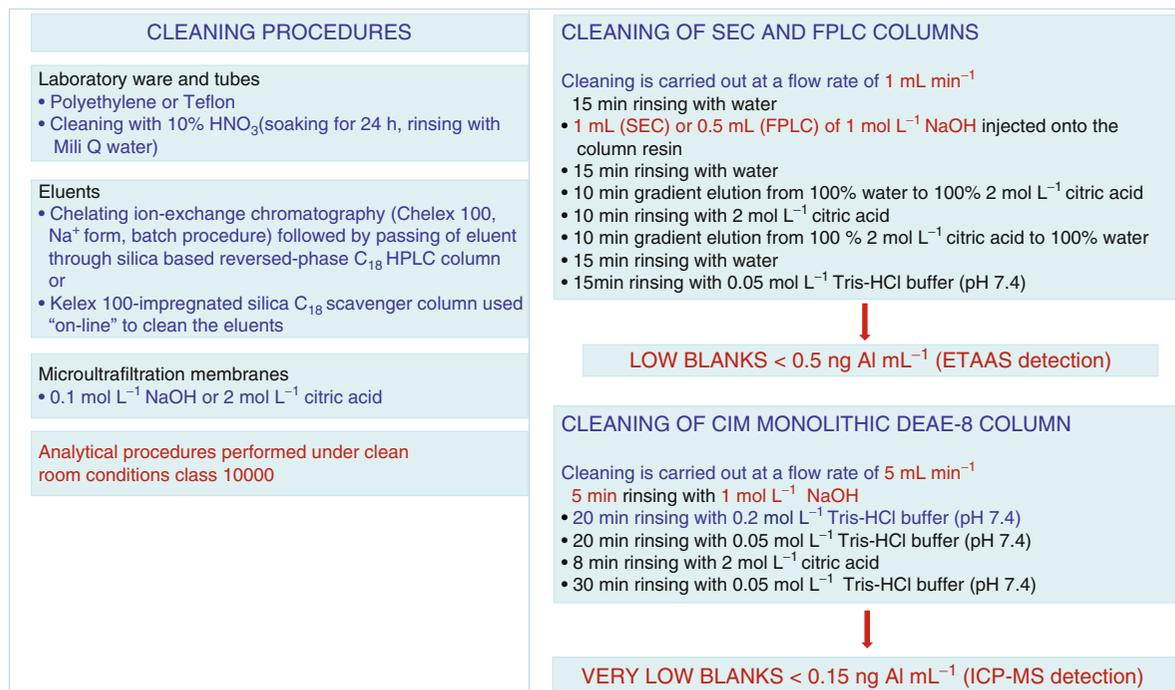 CLEANING PROCEDURES
Laboratory ware and tubes
• Polyethylene or Teflon
• Cleaning with 10% HNO₃(soaking for 24 h, rinsing with
Mili Q water)
Eluents
• Chelating ion-exchange chromatography (Chelex 100,
Na⁺ form, batch procedure) followed by passing of eluent
through silica based reversed-phase C₁₈ HPLC column
or
• Kelex 100-impregnated silica C₁₈ scavenger column used
“on-line” to clean the eluents
Microultrafiltration membranes
• 0.1 mol L⁻¹ NaOH or 2 mol L⁻¹ citric acid
Analytical procedures performed under clean
room conditions class 10000
CLEANING OF SEC AND FPLC COLUMNS
Cleaning is carried out at a flow rate of 1 mL min⁻¹
15 min rinsing with water
• 1 mL (SEC) or 0.5 mL (FPLC) of 1 mol L⁻¹ NaOH injected onto the
column resin
• 15 min rinsing with water
• 10 min gradient elution from 100% water to 100% 2 mol L⁻¹ citric acid
• 10 min rinsing with 2 mol L⁻¹ citric acid
• 10 min gradient elution from 100 % 2 mol L⁻¹ citric acid to 100% water
• 15 min rinsing with water
• 15min rinsing with 0.05 mol L⁻¹ Tris-HCl buffer (pH 7.4)
LOW BLANKS < 0.5 ng Al mL⁻¹ (ETAAS detection)
CLEANING OF CIM MONOLITHIC DEAE-8 COLUMN
Cleaning is carried out at a flow rate of 5 mL min⁻¹
5 min rinsing with 1 mol L⁻¹ NaOH
• 20 min rinsing with 0.2 mol L⁻¹ Tris-HCl buffer (pH 7.4)
• 20 min rinsing with 0.05 mol L⁻¹ Tris-HCl buffer (pH 7.4)
• 8 min rinsing with 2 mol L⁻¹ citric acid
• 30 min rinsing with 0.05 mol L⁻¹ Tris-HCl buffer (pH 7.4)
VERY LOW BLANKS < 0.15 ng Al mL⁻¹ (ICP-MS detection)